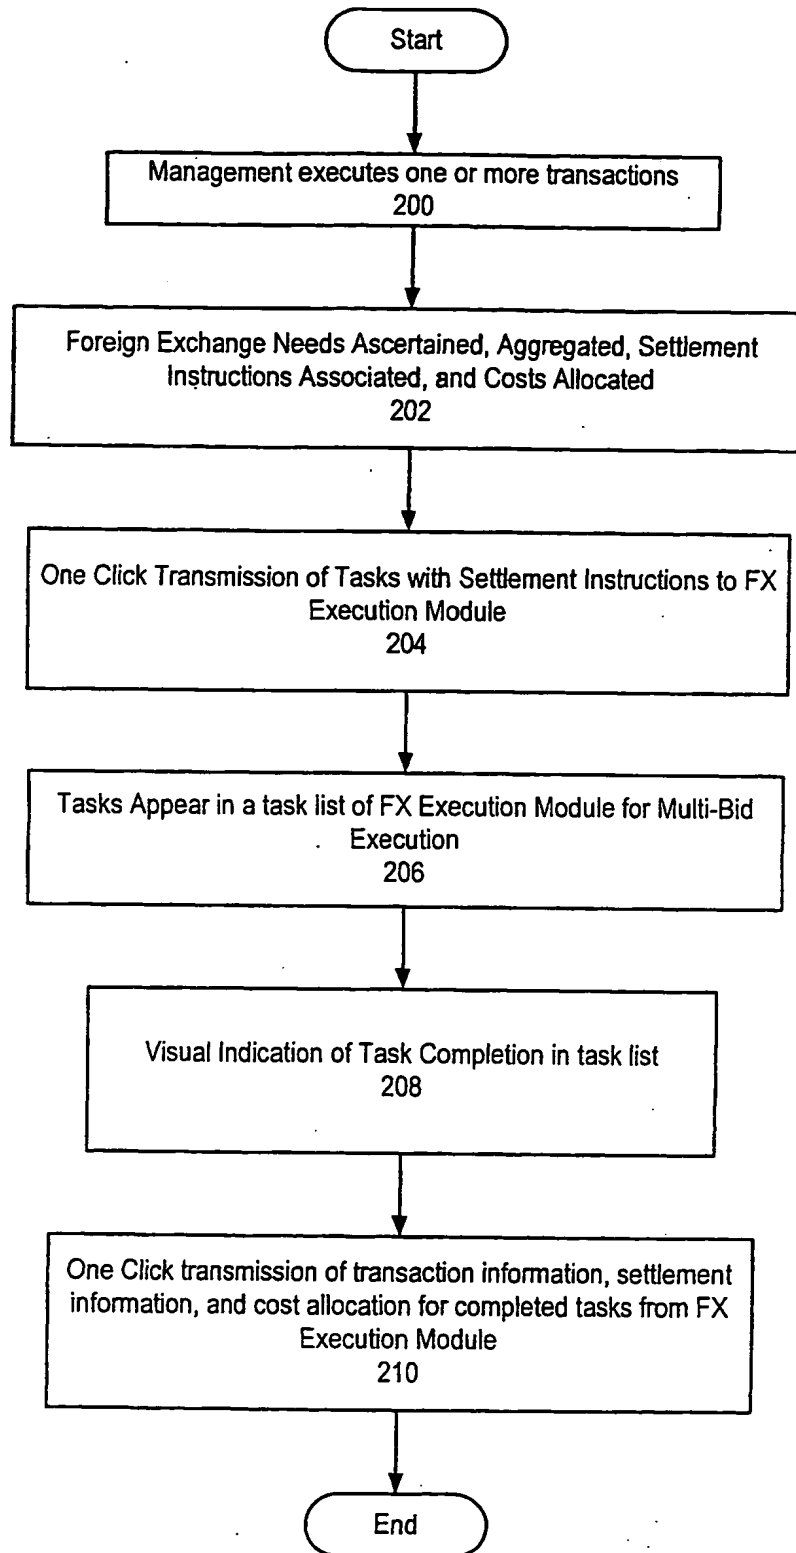 Start
Management executes one or more transactions
200
Foreign Exchange Needs Ascertained, Aggregated, Settlement
Instructions Associated, and Costs Allocated
202
One Click Transmission of Tasks with Settlement Instructions to FX
Execution Module
204
Tasks Appear in a task list of FX Execution Module for Multi-Bid
Execution
206
Visual Indication of Task Completion in task list
208
One Click transmission of transaction information, settlement
information, and cost allocation for completed tasks from FX
Execution Module
210
End